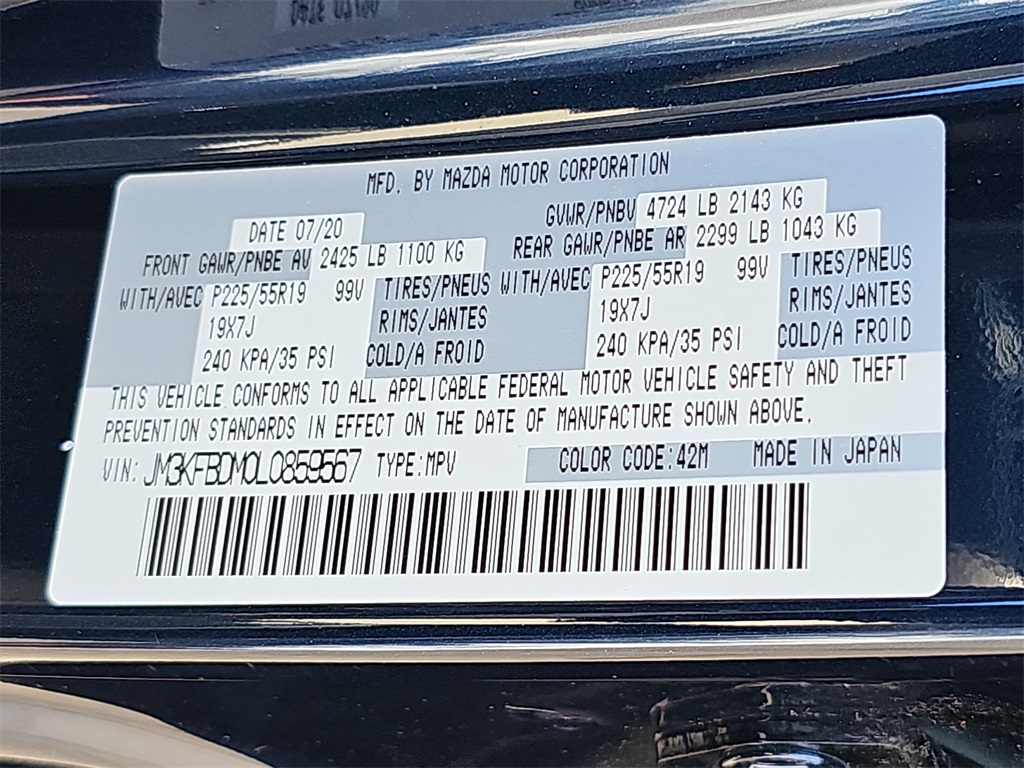 MFD. BY MAZDA MOTOR CORPORATION
DATE 07/20 GVWR/PNBV 4724 LB 2143 KG
FRONT GAWR/PNBE AV 2425 LB 1100 KG REAR GAWR/PNBE AR 2299 LB 1043 KG
WITH/AVEC P225/55R19 99V TIRES/PNEUS WITH/AVEC P225/55R19 99V TIRES/PNEUS
19X7J RIMS/JANTES 19X7J RIMS/JANTES
240 KPA/35 PSI COLD/A FROID 240 KPA/35 PSI COLD/A FROID
THIS VEHICLE CONFORMS TO ALL APPLICABLE FEDERAL MOTOR VEHICLE SAFETY AND THEFT
PREVENTION STANDARDS IN EFFECT ON THE DATE OF MANUFACTURE SHOWN ABOVE.
VIN: JM3KFBDM0L0859567 TYPE:MPV COLOR CODE:42M MADE IN JAPAN